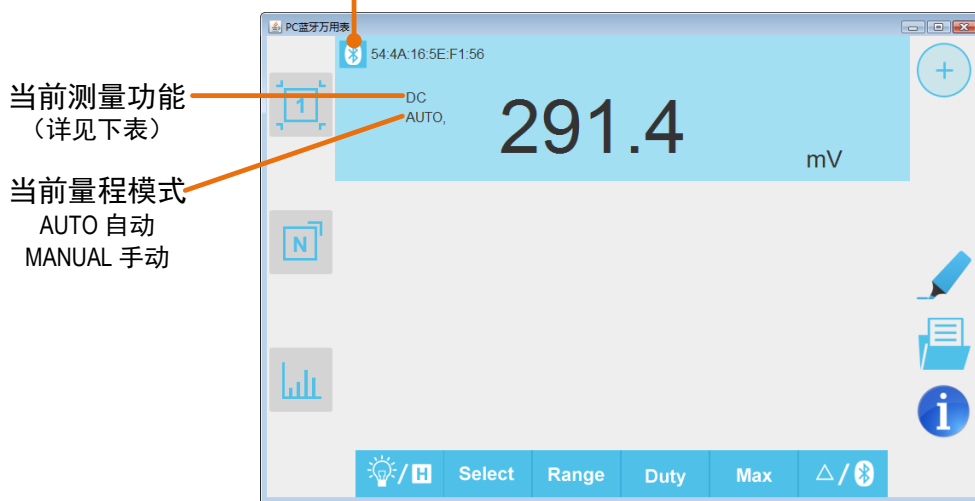 PC蓝牙万用表
54:4A:16:5E:F1:56
当前测量功能
（详见下表）
DC
AUTO,
291.4
mV
当前量程模式
AUTO 自动
MANUAL 手动
1
N
i
/H
Select
Range
Duty
Max
△/